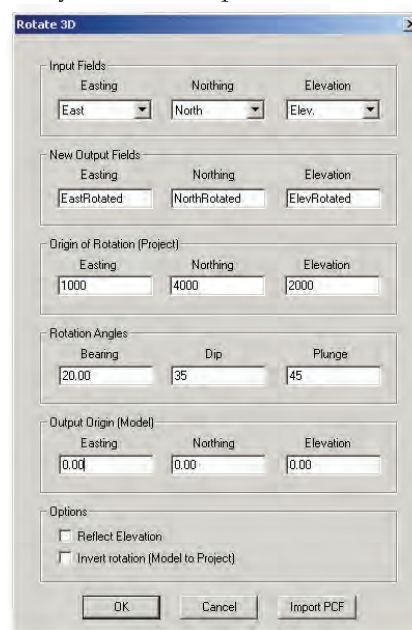 Rotate 3D
Input Fields
Easting Northing Elevation
East North Elev.
New Output Fields
Easting Northing Elevation
EastRotated NorthRotated ElevRotated
Origin of Rotation (Project)
Easting Northing Elevation
1000 4000 2000
Rotation Angles
Bearing Dip Plunge
20.00 35 45
Output Origin (Model)
Easting Northing Elevation
0.00 0.00 0.00
Options
Reflect Elevation
Invert rotation (Model to Project)
OK Cancel Import PCF